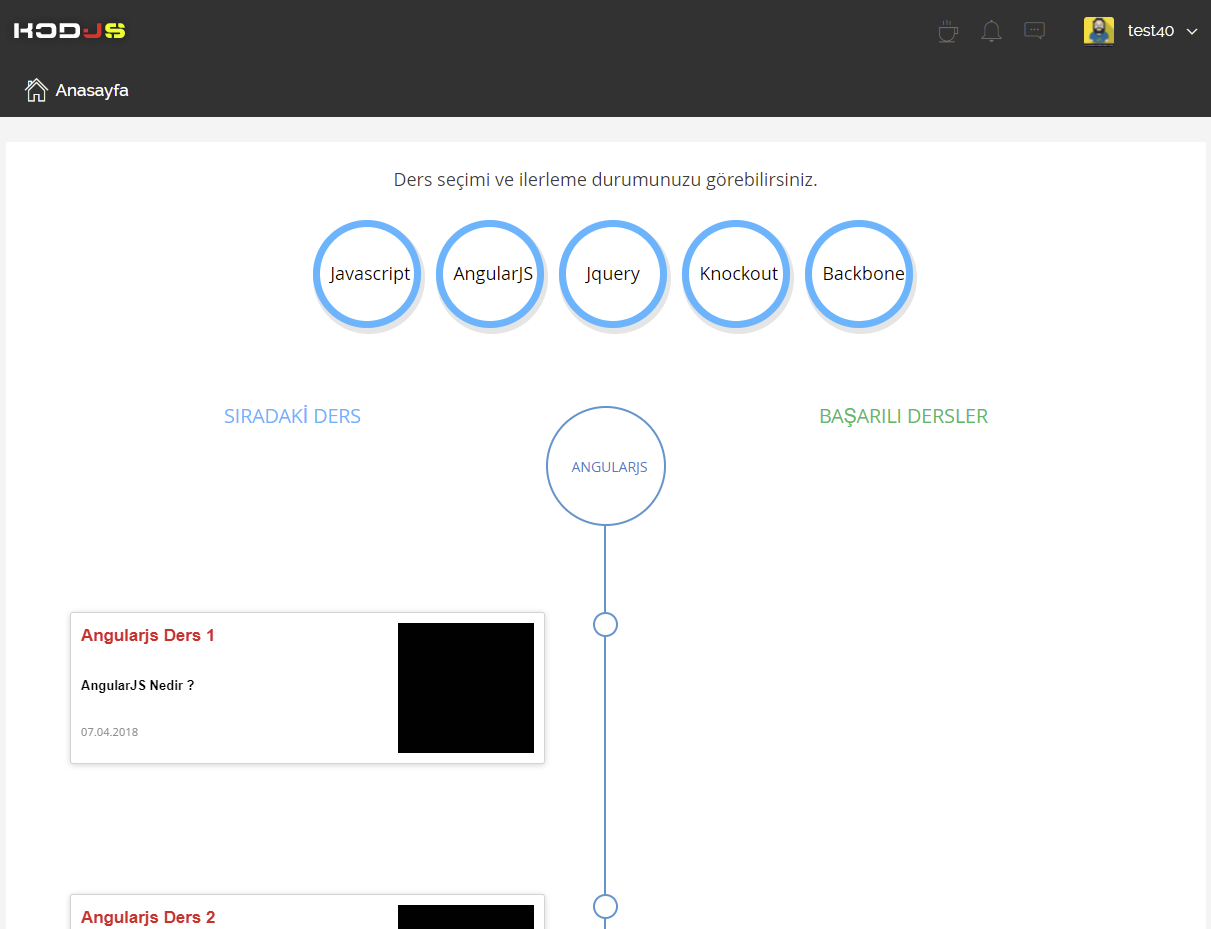 KODJS
test40
Anasayfa
Ders seçimi ve ilerleme durumunuzu görebilirsiniz.
Javascript AngularJS Jquery Knockout Backbone
SIRADAKİ DERS
BAŞARILI DERSLER
ANGULARJS
Angularjs Ders 1
AngularJS Nedir ?
07.04.2018
Angularjs Ders 2